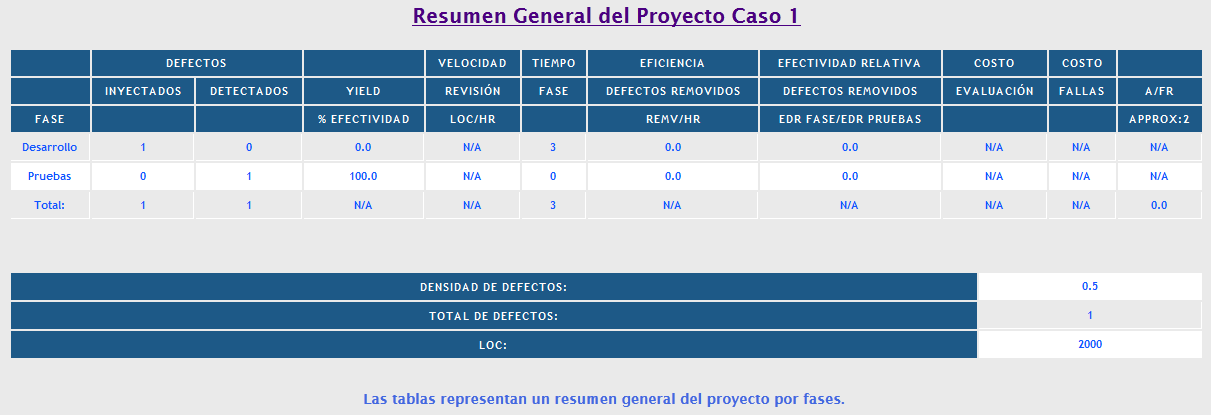 Resumen General del Proyecto Caso 1
DEFECTOS VELOCIDAD TIEMPO EFICIENCIA EFECTIVIDAD RELATIVA COSTO COSTO
INYECTADOS DETECTADOS YIELD REVISIÓN FASE DEFECTOS REMOVIDOS DEFECTOS REMOVIDOS EVALUACIÓN FALLAS A/FR
FASE % EFECTIVIDAD LOC/HR REMV/HR EDR FASE/EDR PRUEBAS APPROX:2
Desarrollo 1 0 0.0 N/A 3 0.0 0.0 N/A N/A N/A
Pruebas 0 1 100.0 N/A 0 0.0 0.0 N/A N/A N/A
Total: 1 1 N/A N/A 3 N/A N/A N/A N/A 0.0
DENSIDAD DE DEFECTOS: 0.5
TOTAL DE DEFECTOS: 1
LOC: 2000
Las tablas representan un resumen general del proyecto por fases.